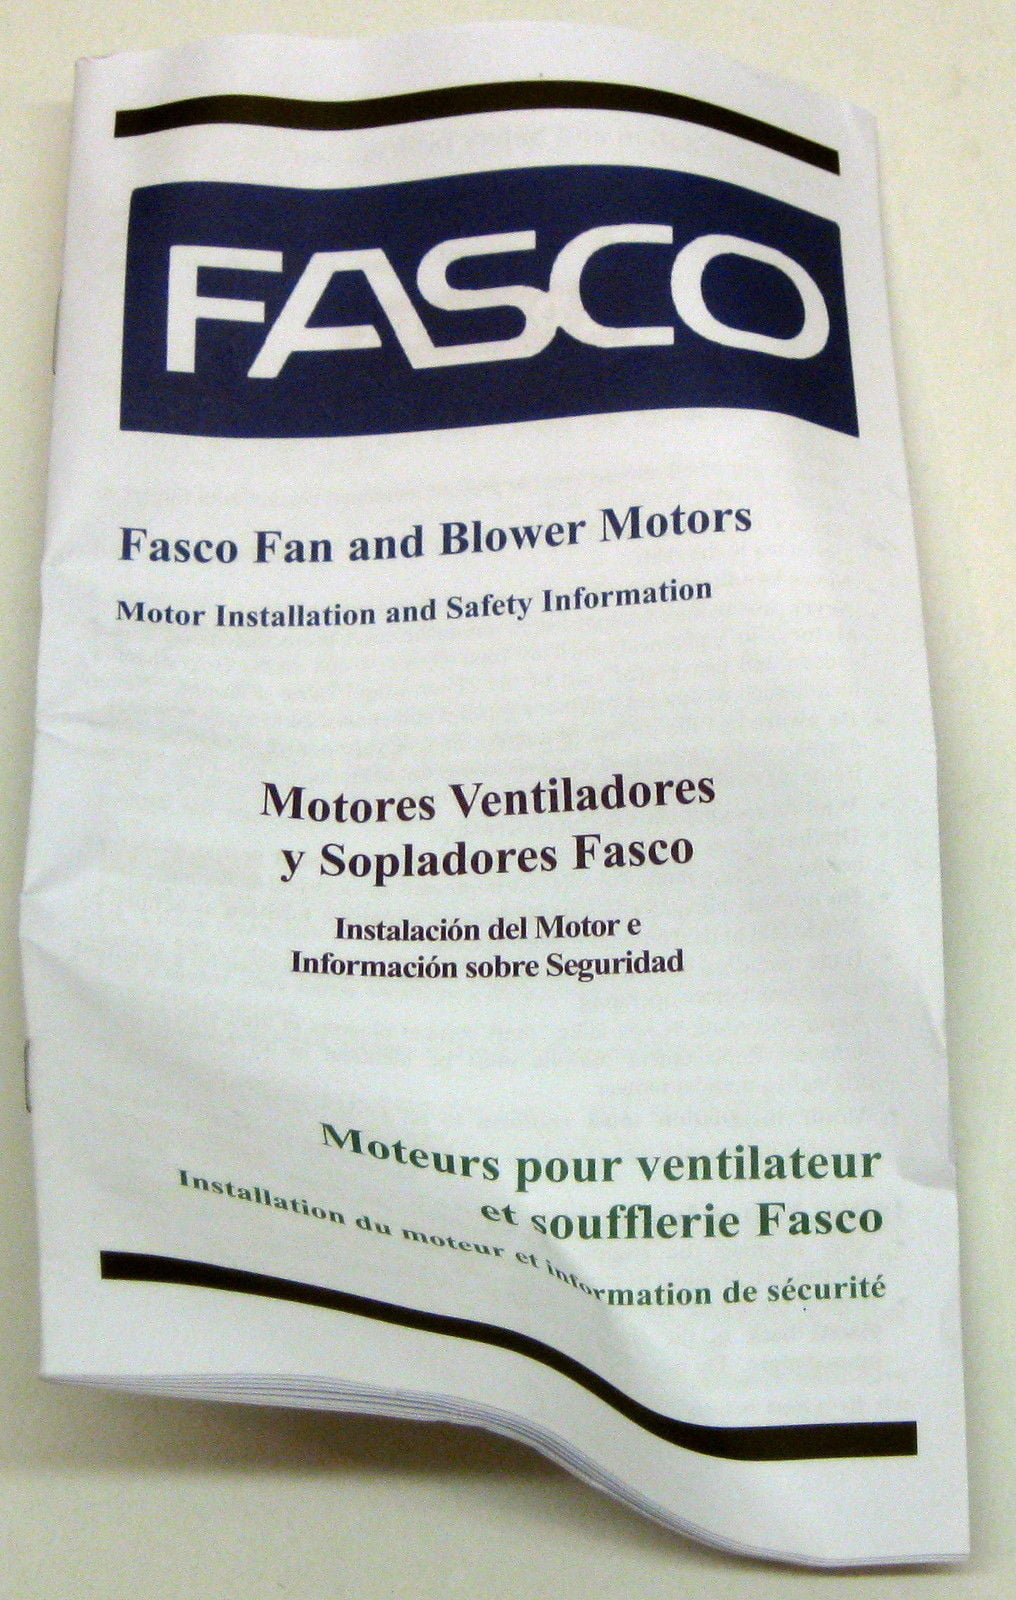 FASCO
Fasco Fan and Blower Motors
Motor Installation and Safety Information
Motores Ventiladores
y Sopladores Fasco
Instalación del Motor e
Información sobre Seguridad
Moteurs pour ventilateur
et soufflerie Fasco
Installation du moteur et information de sécurité